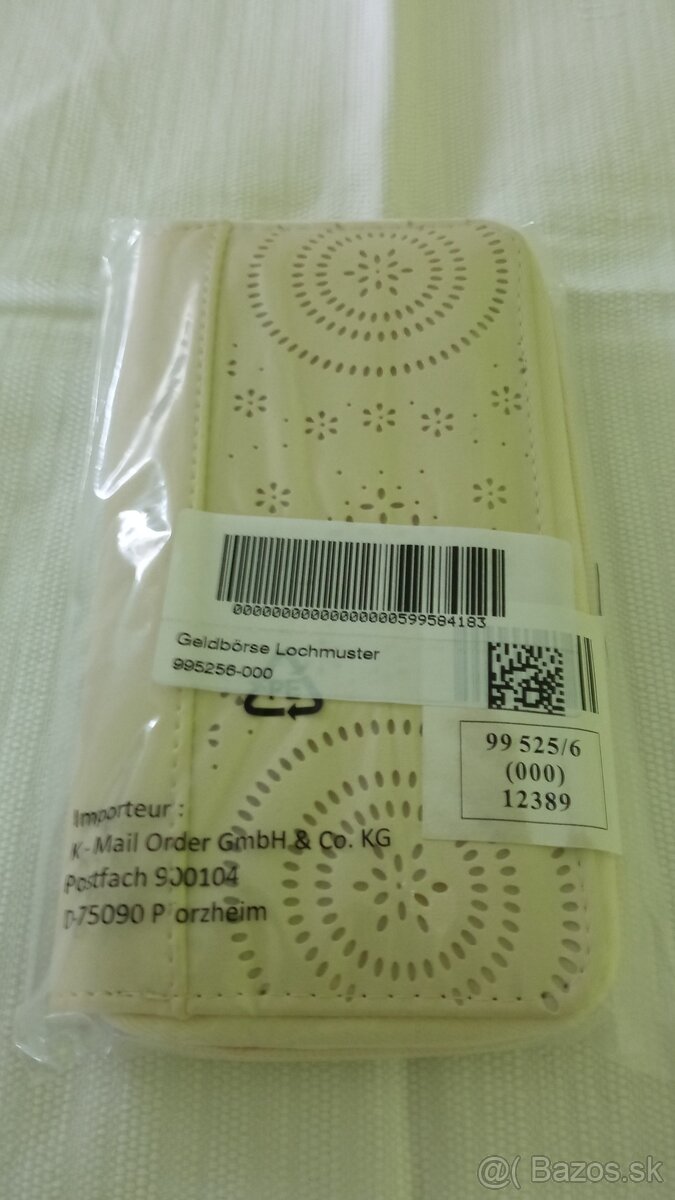 0000000000000000000599584183
Geldbörse Lochmuster
995256-000
99 525/6
(000)
12389
Importeur :
K - Mail Order GmbH & Co. KG
Postfach 900104
D-75090 Pforzheim
@( Bazos.sk